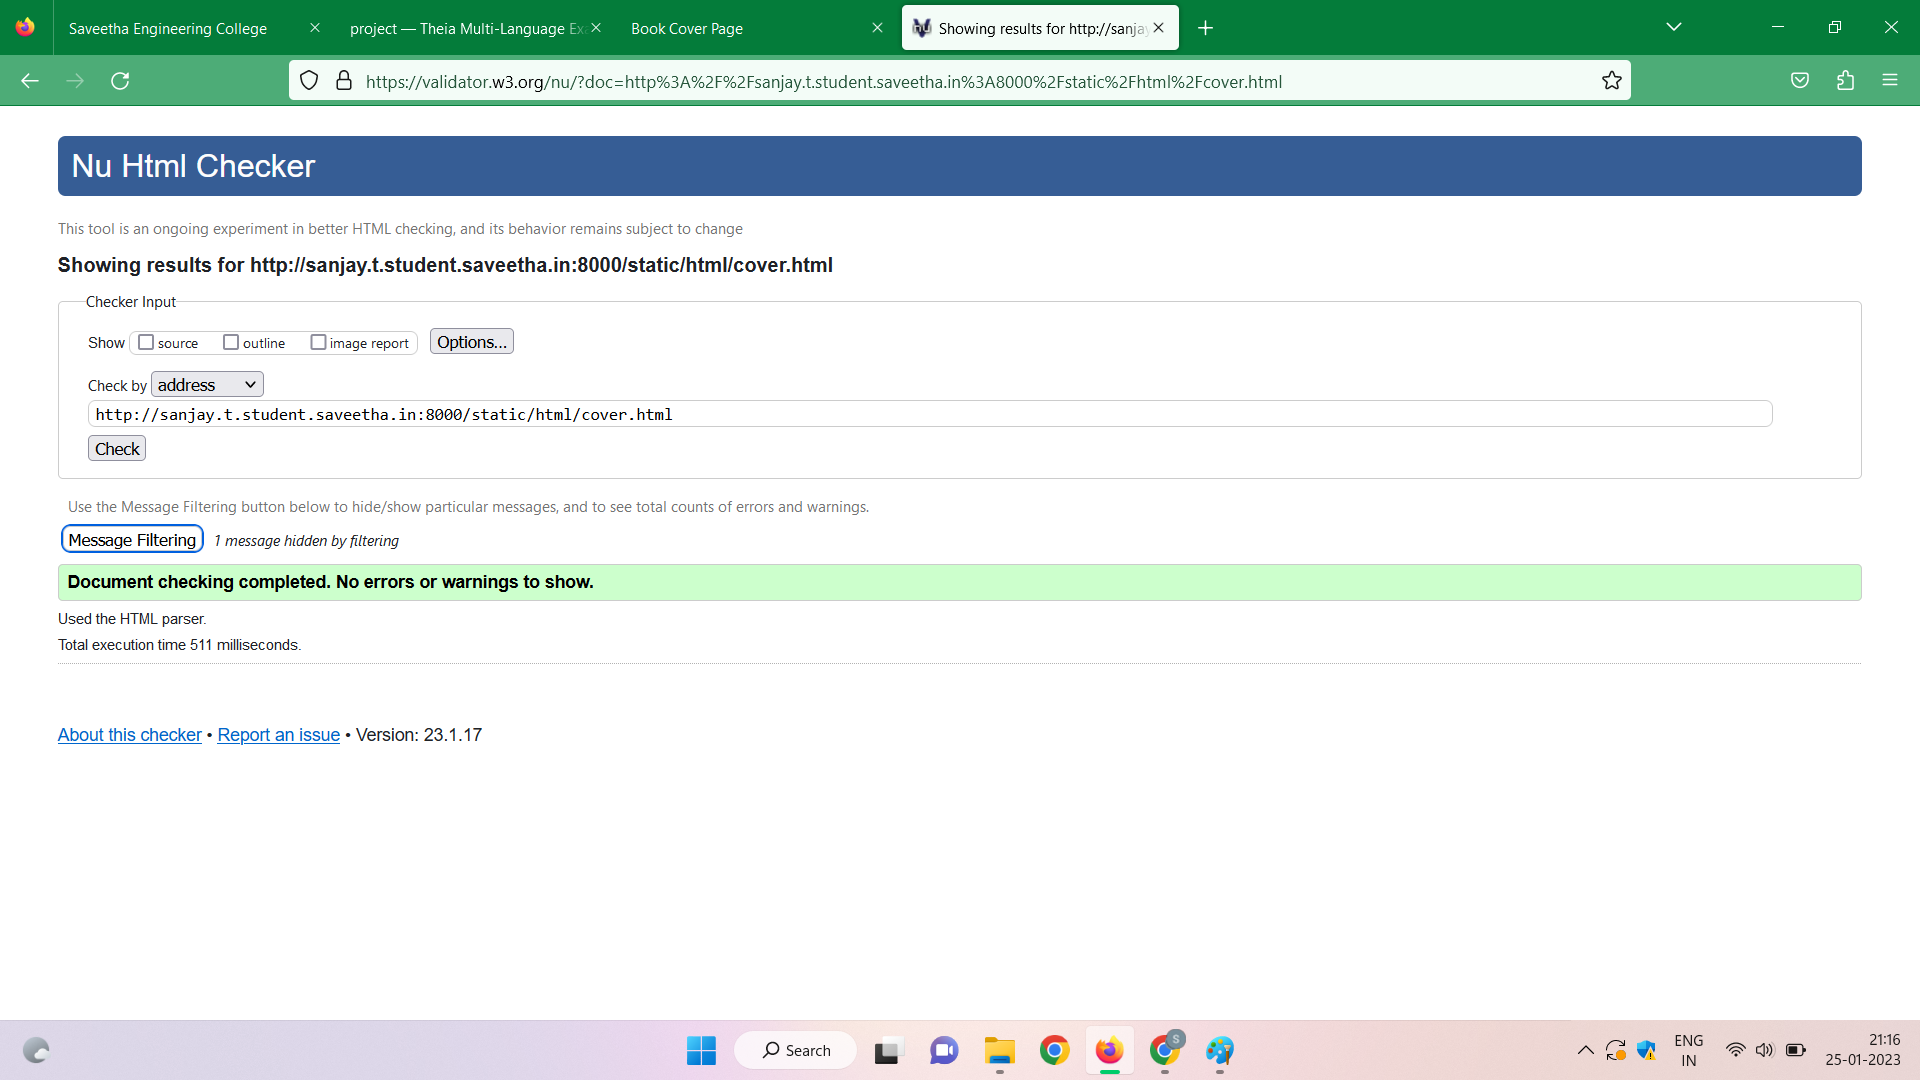 Saveetha Engineering College
project — Theia Multi-Language Ex
Book Cover Page
Showing results for http://sanjay
https://validator.w3.org/nu/?doc=http%3A%2F%2Fsanjay.t.student.saveetha.in%3A8000%2Fstatic%2Fhtml%2Fcover.html
Nu Html Checker
This tool is an ongoing experiment in better HTML checking, and its behavior remains subject to change
Showing results for http://sanjay.t.student.saveetha.in:8000/static/html/cover.html
Checker Input
Show source outline image report Options...
Check by address
http://sanjay.t.student.saveetha.in:8000/static/html/cover.html
Check
Use the Message Filtering button below to hide/show particular messages, and to see total counts of errors and warnings.
Message Filtering 1 message hidden by filtering
Document checking completed. No errors or warnings to show.
Used the HTML parser.
Total execution time 511 milliseconds.
About this checker • Report an issue • Version: 23.1.17
Search
S
ENG
IN
21:16
25-01-2023